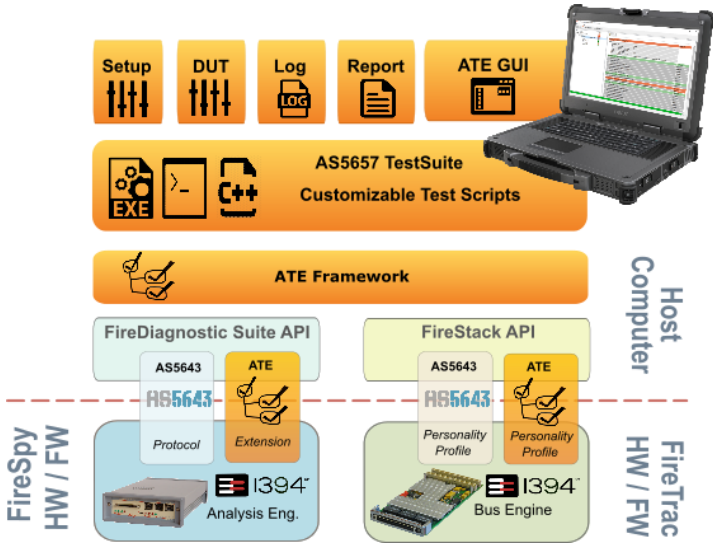 Setup
DUT
Log
LOG
Report
ATE GUI
EXE
>_
C++
AS5657 TestSuite
Customizable Test Scripts
ATE Framework
Host
Computer
FireDiagnostic Suite API
FireStack API
AS5643
AS5643
Protocol
ATE
Extension
AS5643
AS5643
Personality
Profile
ATE
Personality
Profile
FireSpy
HW / FW
1394™
Analysis Eng.
1394™
Bus Engine
FireTrac
HW / FW